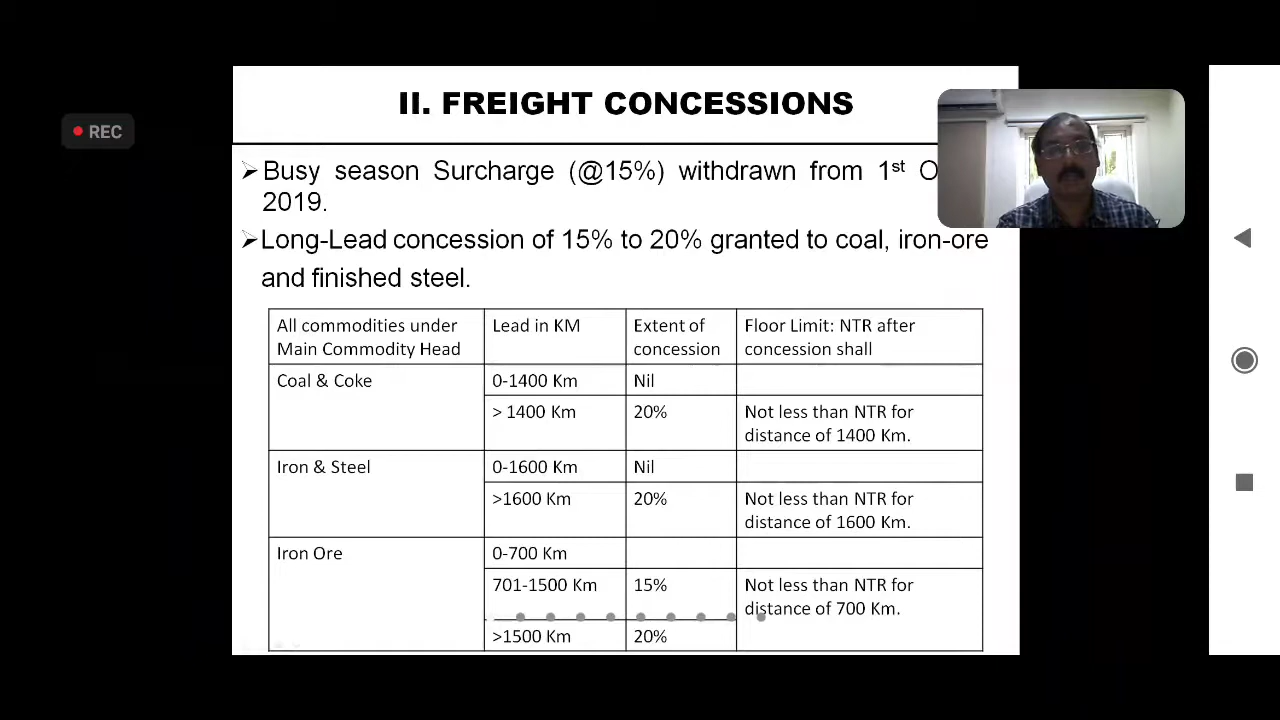 II. FREIGHT CONCESSIONS
REC
Busy season Surcharge (@15%) withdrawn from 1st
2019.
Long-Lead concession of 15% to 20% granted to coal, iron-ore
and finished steel.
All commodities under Main Commodity Head Lead in KM Extent of concession Floor Limit: NTR after concession shall
Coal & Coke 0-1400 Km Nil
> 1400 Km 20% Not less than NTR for distance of 1400 Km.
Iron & Steel 0-1600 Km Nil
>1600 Km 20% Not less than NTR for distance of 1600 Km.
Iron Ore 0-700 Km
701-1500 Km 15% Not less than NTR for distance of 700 Km.
>1500 Km 20%